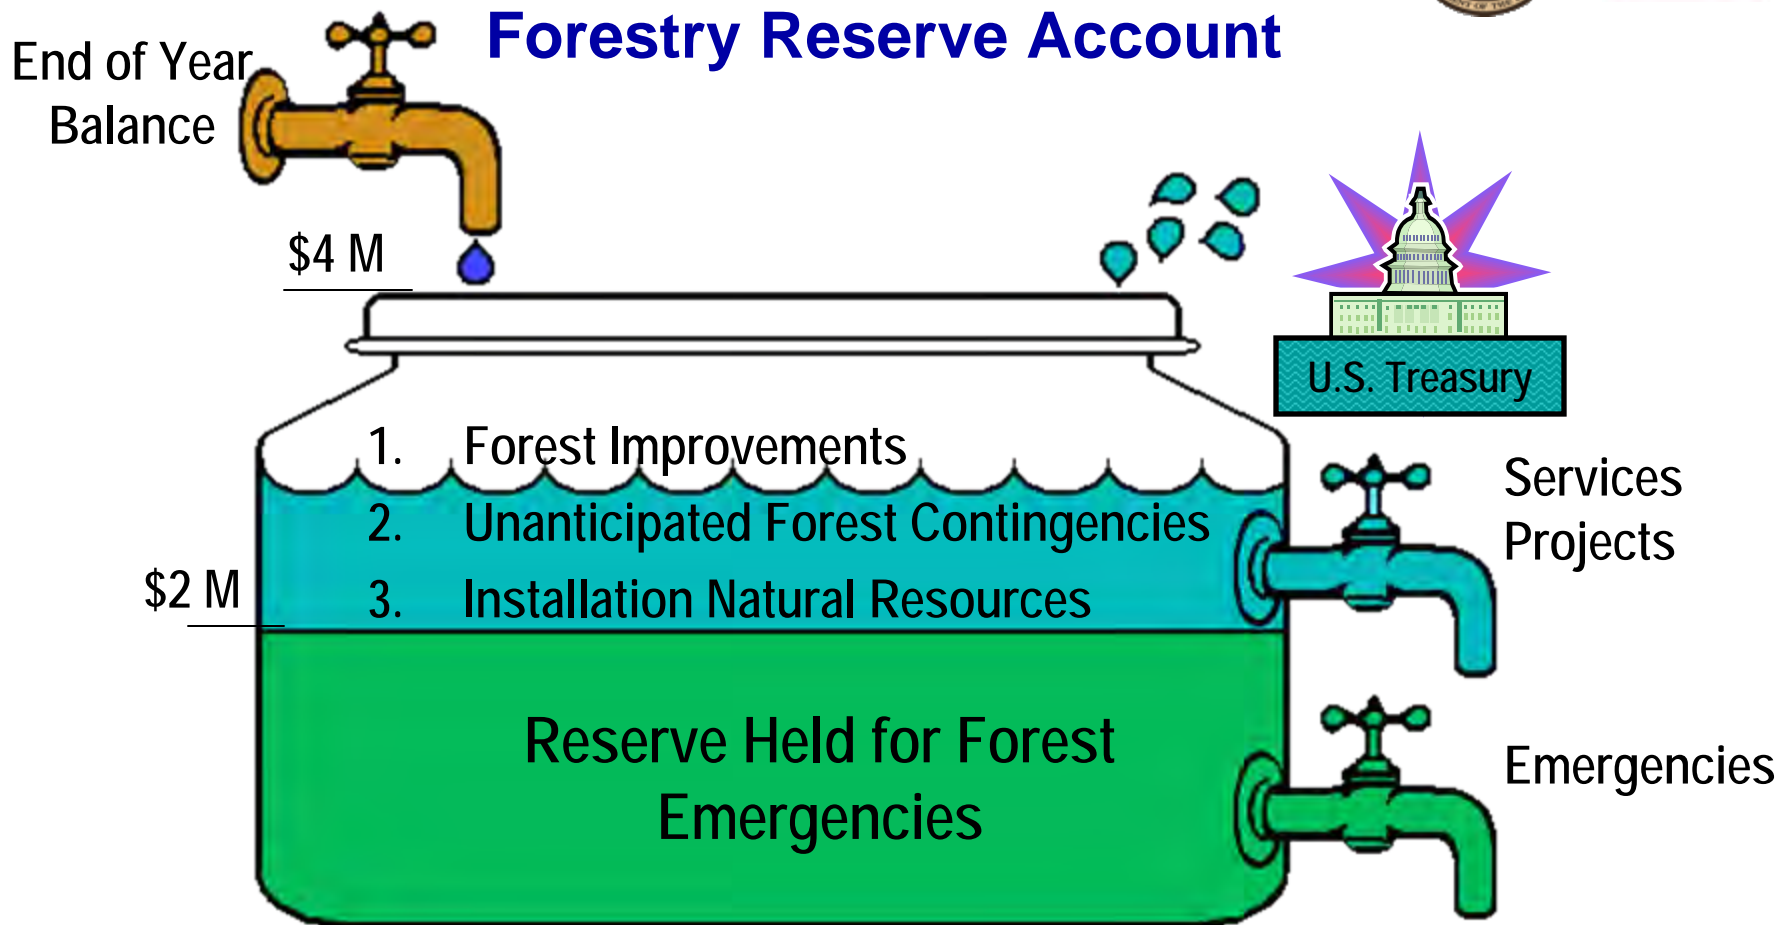 Forestry Reserve Account
End of Year
Balance
$4 M
U.S. Treasury
1. Forest Improvements
2. Unanticipated Forest Contingencies
3. Installation Natural Resources
$2 M
Services
Projects
Reserve Held for Forest
Emergencies
Emergencies